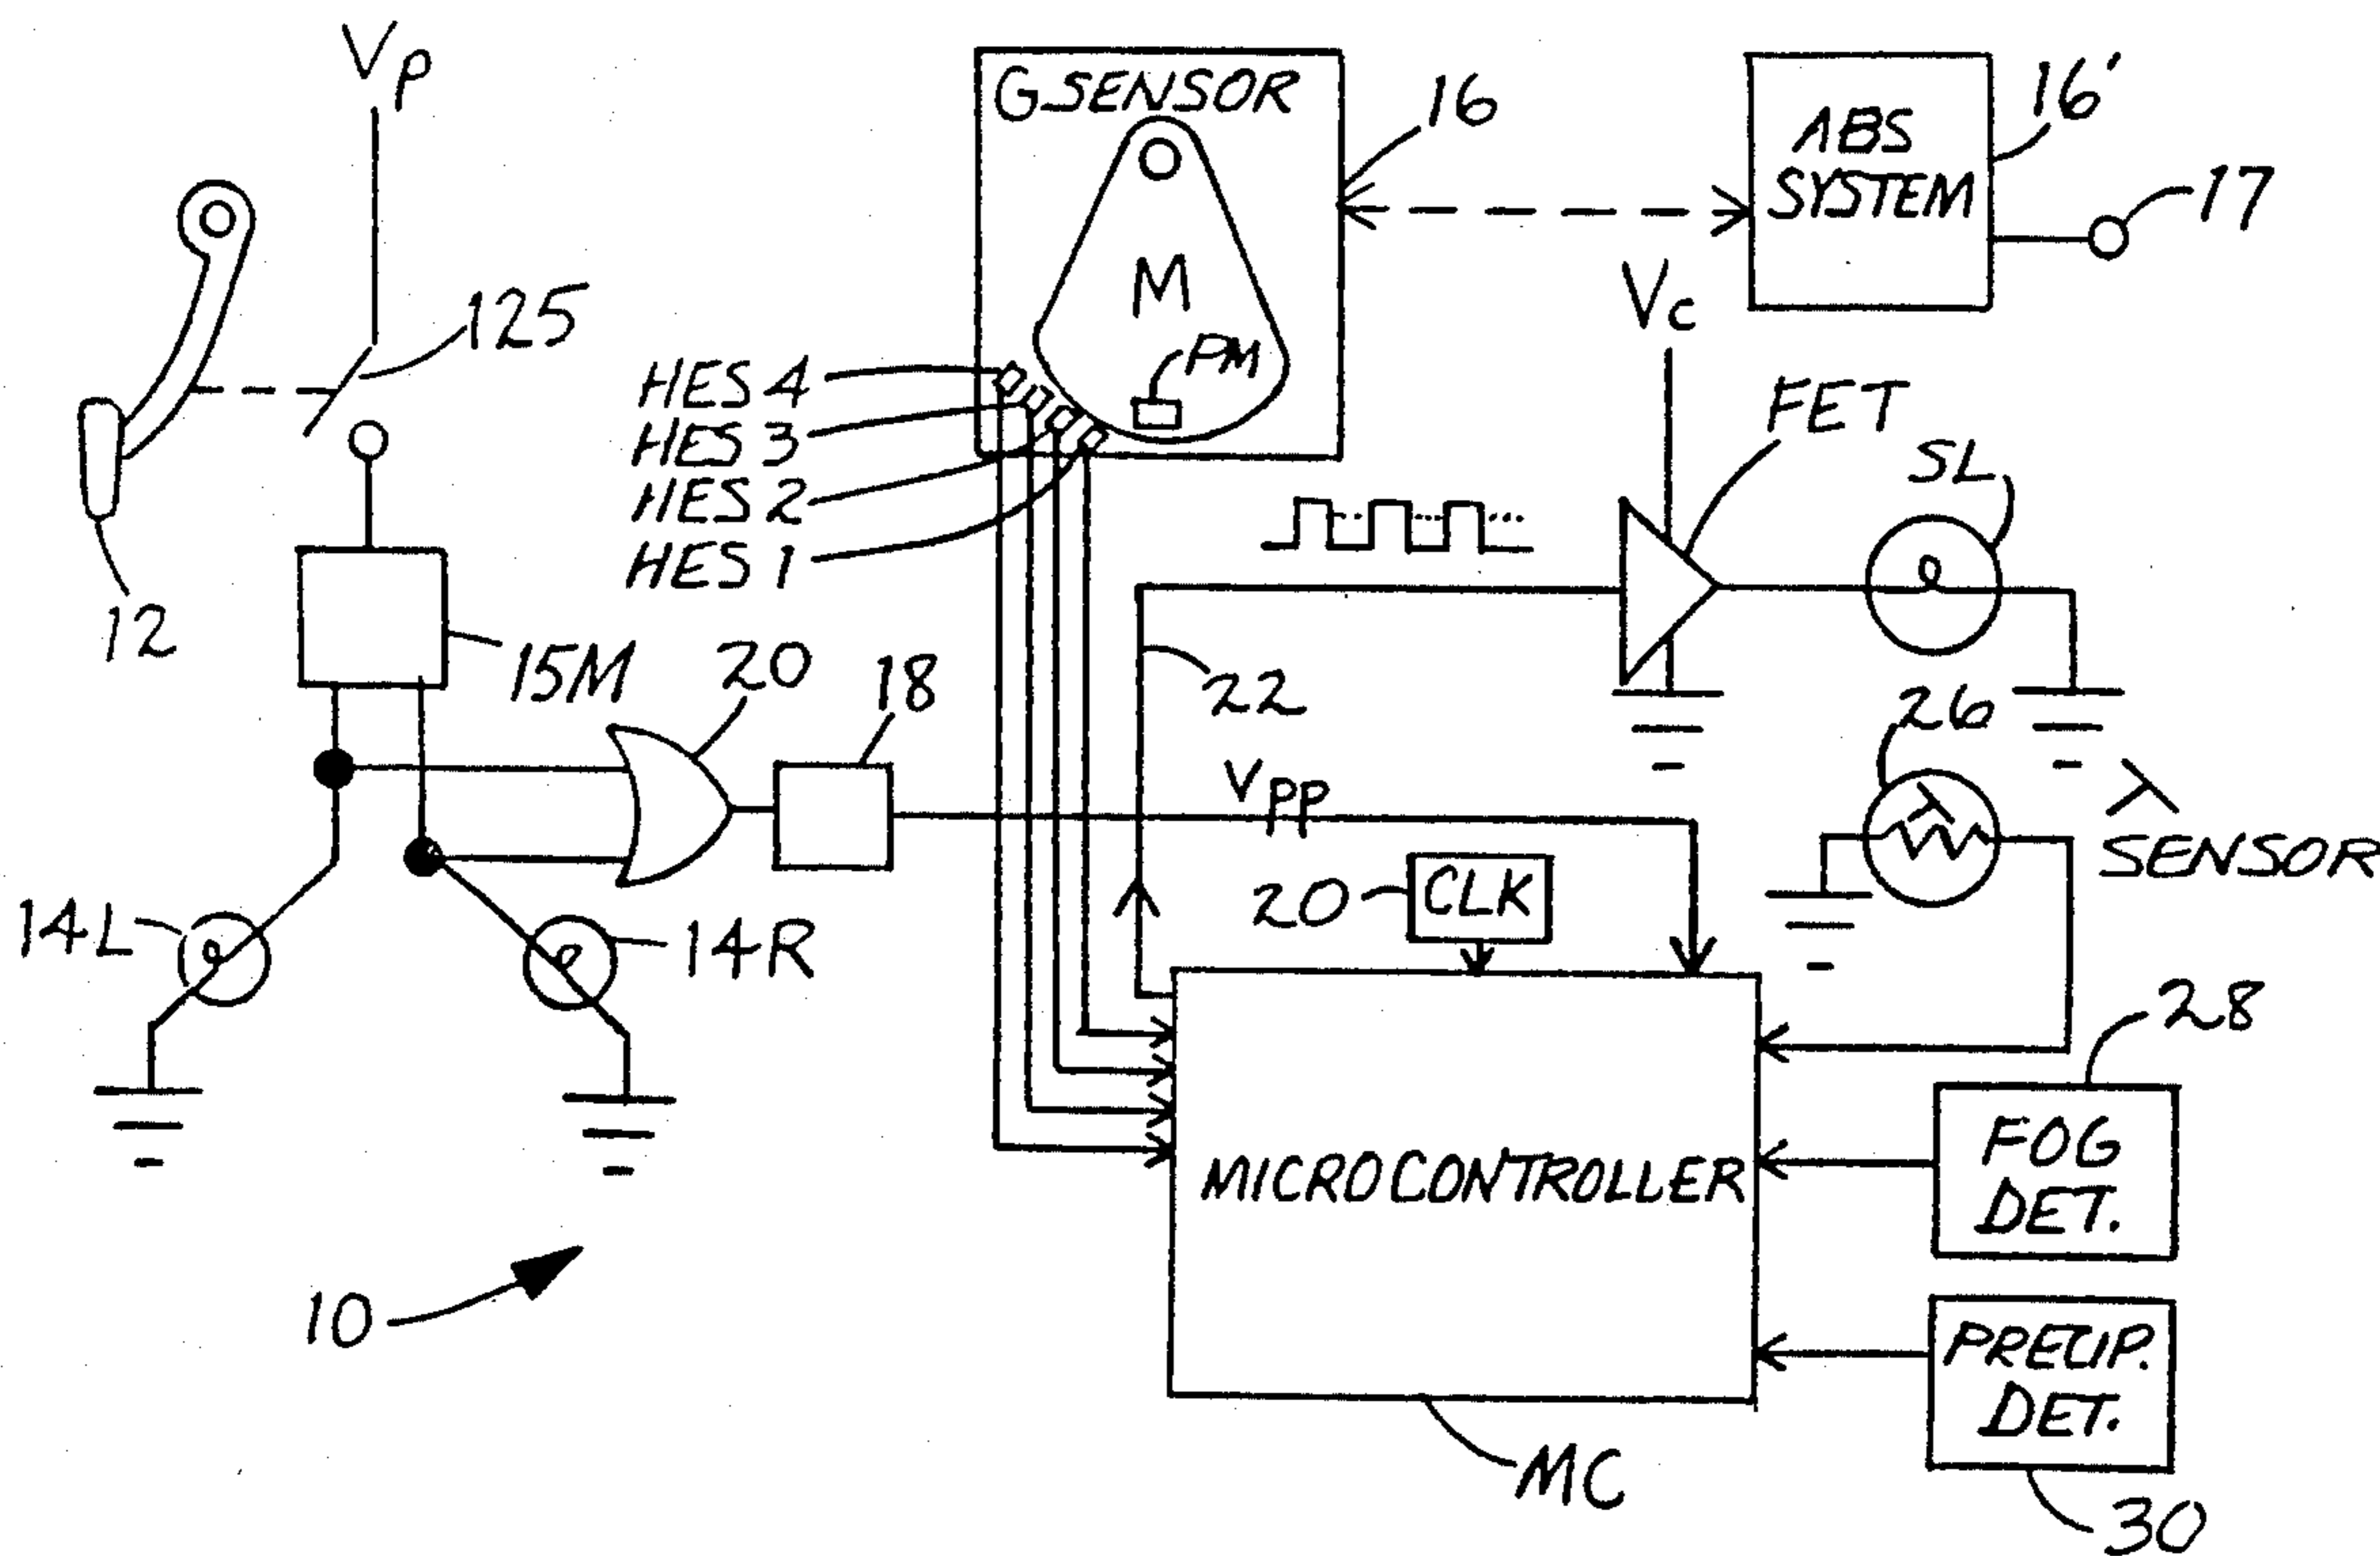 Vp
G SENSOR
16
ABS
SYSTEM
16'
17
M
PM
125
HES 4
HES 3
HES 2
HES 1
Vc
FET
SL
12
15M
20
18
22
26
λ
λ
SENSOR
VPP
20
CLK
14L
14R
28
FOG
DET.
MICROCONTROLLER
10
PRECIP.
DET.
MC
30